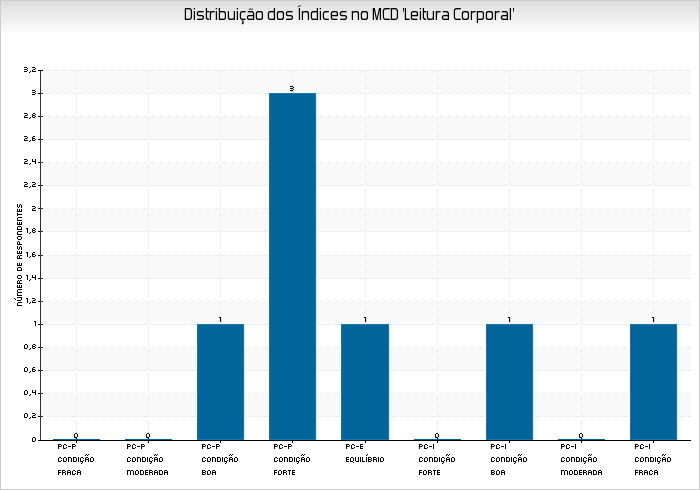 Distribuição dos Índices no MCD 'Leitura Corporal'
NÚMERO DE RESPONDENTES
3,2
3
2,8
2,6
2,4
2,2
2
1,8
1,6
1,4
1,2
1
0,8
0,6
0,4
0,2
0
0
0
1
3
1
0
1
0
1
PC-P
CONDIÇÃO
FRACA
PC-P
CONDIÇÃO
MODERADA
PC-P
CONDIÇÃO
BOA
PC-P
CONDIÇÃO
FORTE
PC-E
EQUILÍBRIO
PC-I
CONDIÇÃO
FORTE
PC-I
CONDIÇÃO
BOA
PC-I
CONDIÇÃO
MODERADA
PC-I
CONDIÇÃO
FRACA